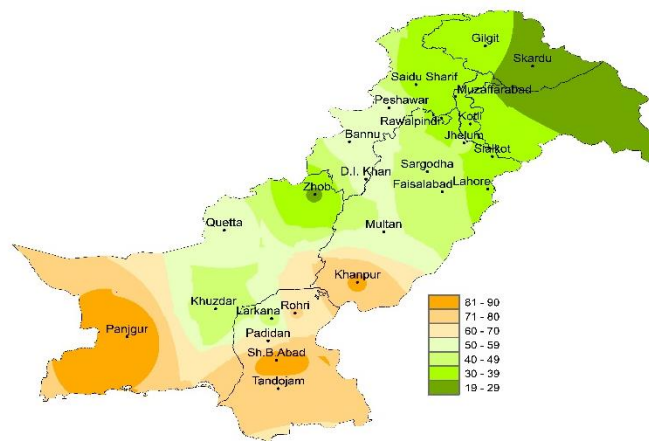 Gilgit
Skardu
Saidu Sharif
Muzaffarabad
Peshawar
Rawalpindi
Kotli
Bannu
Jhelum
Sialkot
Sargodha
D.I. Khan
Faisalabad
Lahore
Zhob
Quetta
Multan
Khanpur
Khuzdar
Larkana
Rohri
Panjgur
Padidan
Sh.B.Abad
Tandojam
81 - 90
71 - 80
60 - 70
50 - 59
40 - 49
30 - 39
19 - 29